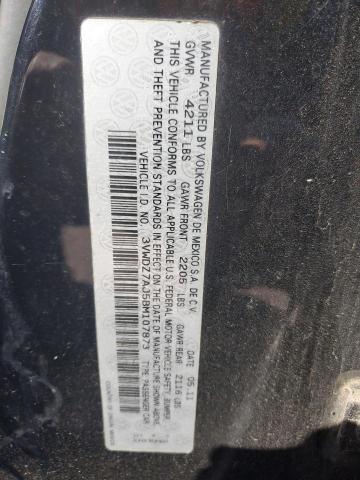 MANUFACTURED BY VOLKSWAGEN DE MEXICO S.A. DE C.V.
GVWR 4211 LBS GAWR FRONT 2205 LBS GAWR REAR 2116 LBS DATE 05.11
THIS VEHICLE CONFORMS TO ALL APPLICABLE U.S. FEDERAL MOTOR VEHICLE SAFETY, BUMPER,
AND THEFT PREVENTION STANDARDS IN EFFECT ON THE DATE OF MANUFACTURE SHOWN ABOVE.
VEHICLE I.D. NO. 3VWDZ7AJ5BM107873 TYPE: PASSENGER CAR